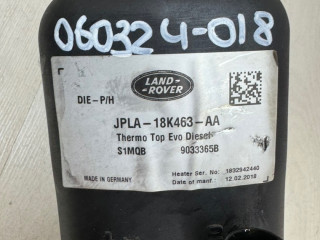 060324-018
LAND-
ROVER
DIE-P/H
JPLA-18K463-AA
Thermo Top Evo Diesel
S1MOB 9033365B
Heater Ser. No.: 1832942440
MADE IN GERMANY Date of manf.: 12.02.2018